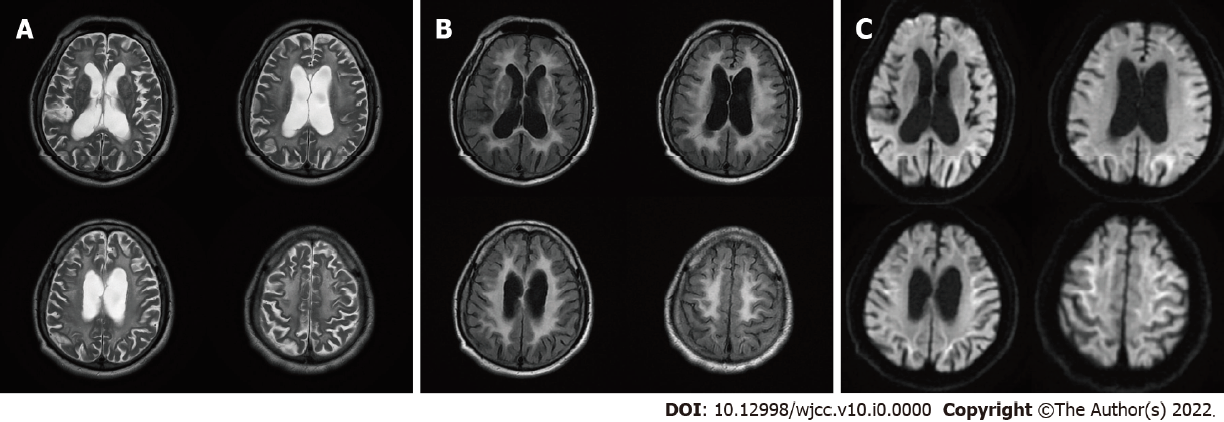 A
B
C
DOI: 10.12998/wjcc.v10.i0.0000 Copyright ©The Author(s) 2022.